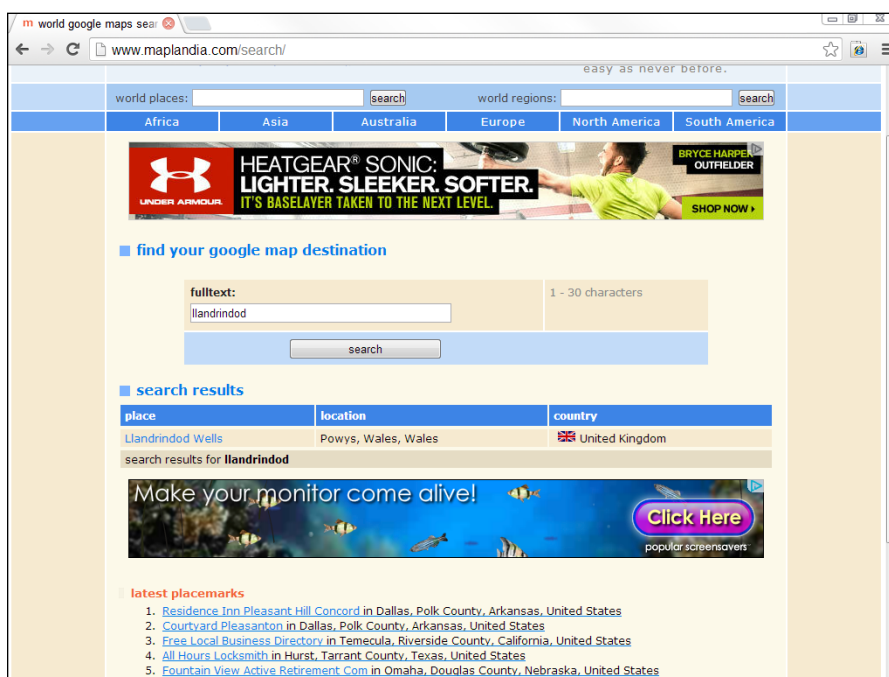 m world google maps sear
www.maplandia.com/search/
easy as never before.
world places: search world regions: search
Africa Asia Australia Europe North America South America
UNDER ARMOUR.
HEATGEAR® SONIC:
LIGHTER. SLEEKER. SOFTER.
IT'S BASELAYER TAKEN TO THE NEXT LEVEL.
BRYCE HARPER
OUTFIELDER
SHOP NOW
find your google map destination
fulltext: 1 - 30 characters
llandrindod
search
search results
place location country
Llandrindod Wells Powys, Wales, Wales United Kingdom
search results for llandrindod
Make your monitor come alive!
Click Here
popular screensavers
latest placemarks
1. Residence Inn Pleasant Hill Concord in Dallas, Polk County, Arkansas, United States
2. Courtyard Pleasanton in Dallas, Polk County, Arkansas, United States
3. Free Local Business Directory in Temecula, Riverside County, California, United States
4. All Hours Locksmith in Hurst, Tarrant County, Texas, United States
5. Fountain View Active Retirement Com in Omaha, Douglas County, Nebraska, United States